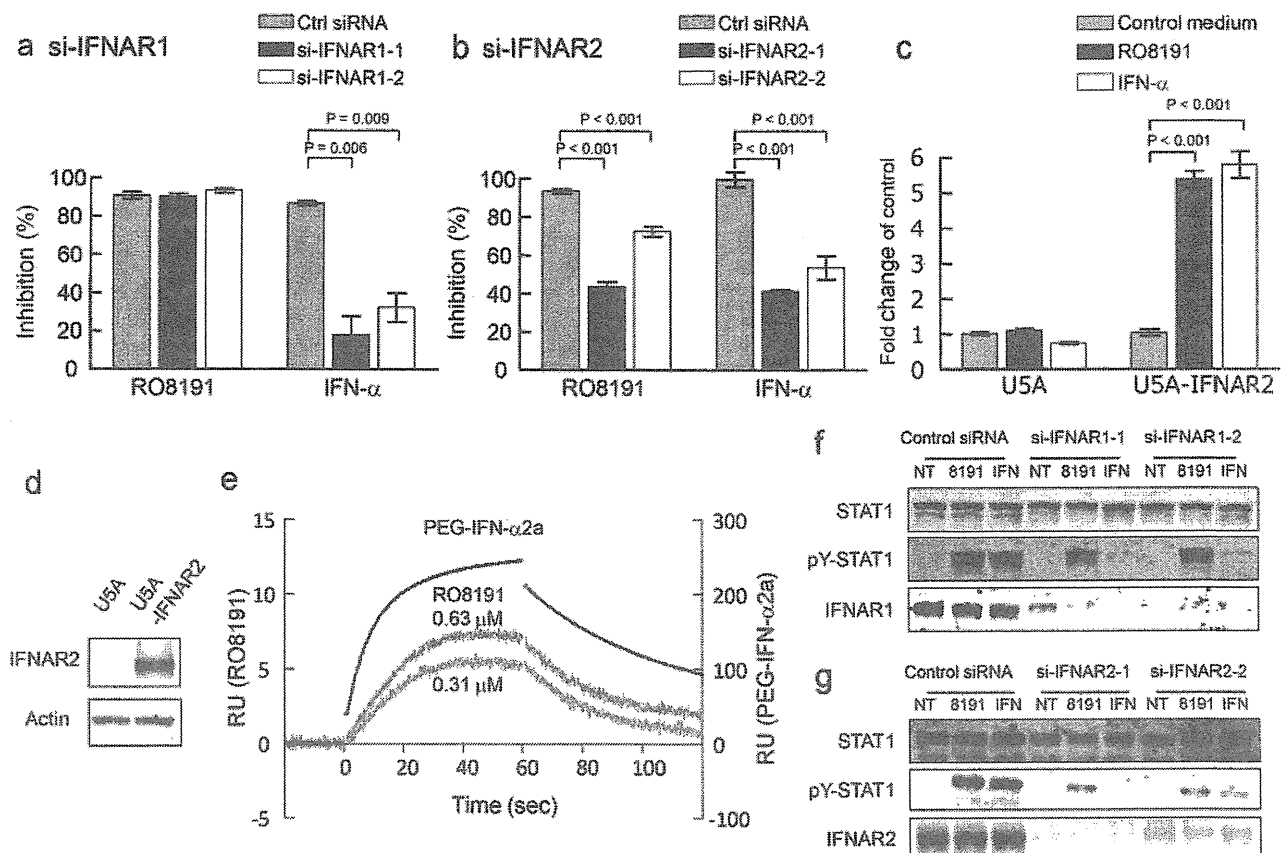 a si-IFNAR1
Ctrl siRNA
si-IFNAR1-1
si-IFNAR1-2
P = 0.009
P = 0.006
Inhibition (%)
100
80
60
40
20
0
RO8191 IFN-α
b si-IFNAR2
Ctrl siRNA
si-IFNAR2-1
si-IFNAR2-2
P < 0.001
P < 0.001
P < 0.001
P < 0.001
Inhibition (%)
100
80
60
40
20
0
RO8191 IFN-α
c
Control medium
RO8191
IFN-α
P < 0.001
P < 0.001
Fold change of control
6
5
4
3
2
1
0
U5A U5A-IFNAR2
d
U5A
U5A
-IFNAR2
IFNAR2
Actin
e
PEG-IFN-α2a
RO8191
0.63 μM
0.31 μM
RU (RO8191)
15
10
5
0
-5
0 20 40 60 80 100
Time (sec)
RU (PEG-IFN-α2a)
300
200
100
0
-100
f
Control siRNA si-IFNAR1-1 si-IFNAR1-2
NT 8191 IFN NT 8191 IFN NT 8191 IFN
STAT1
pY-STAT1
IFNAR1
g
Control siRNA si-IFNAR2-1 si-IFNAR2-2
NT 8191 IFN NT 8191 IFN NT 8191 IFN
STAT1
pY-STAT1
IFNAR2